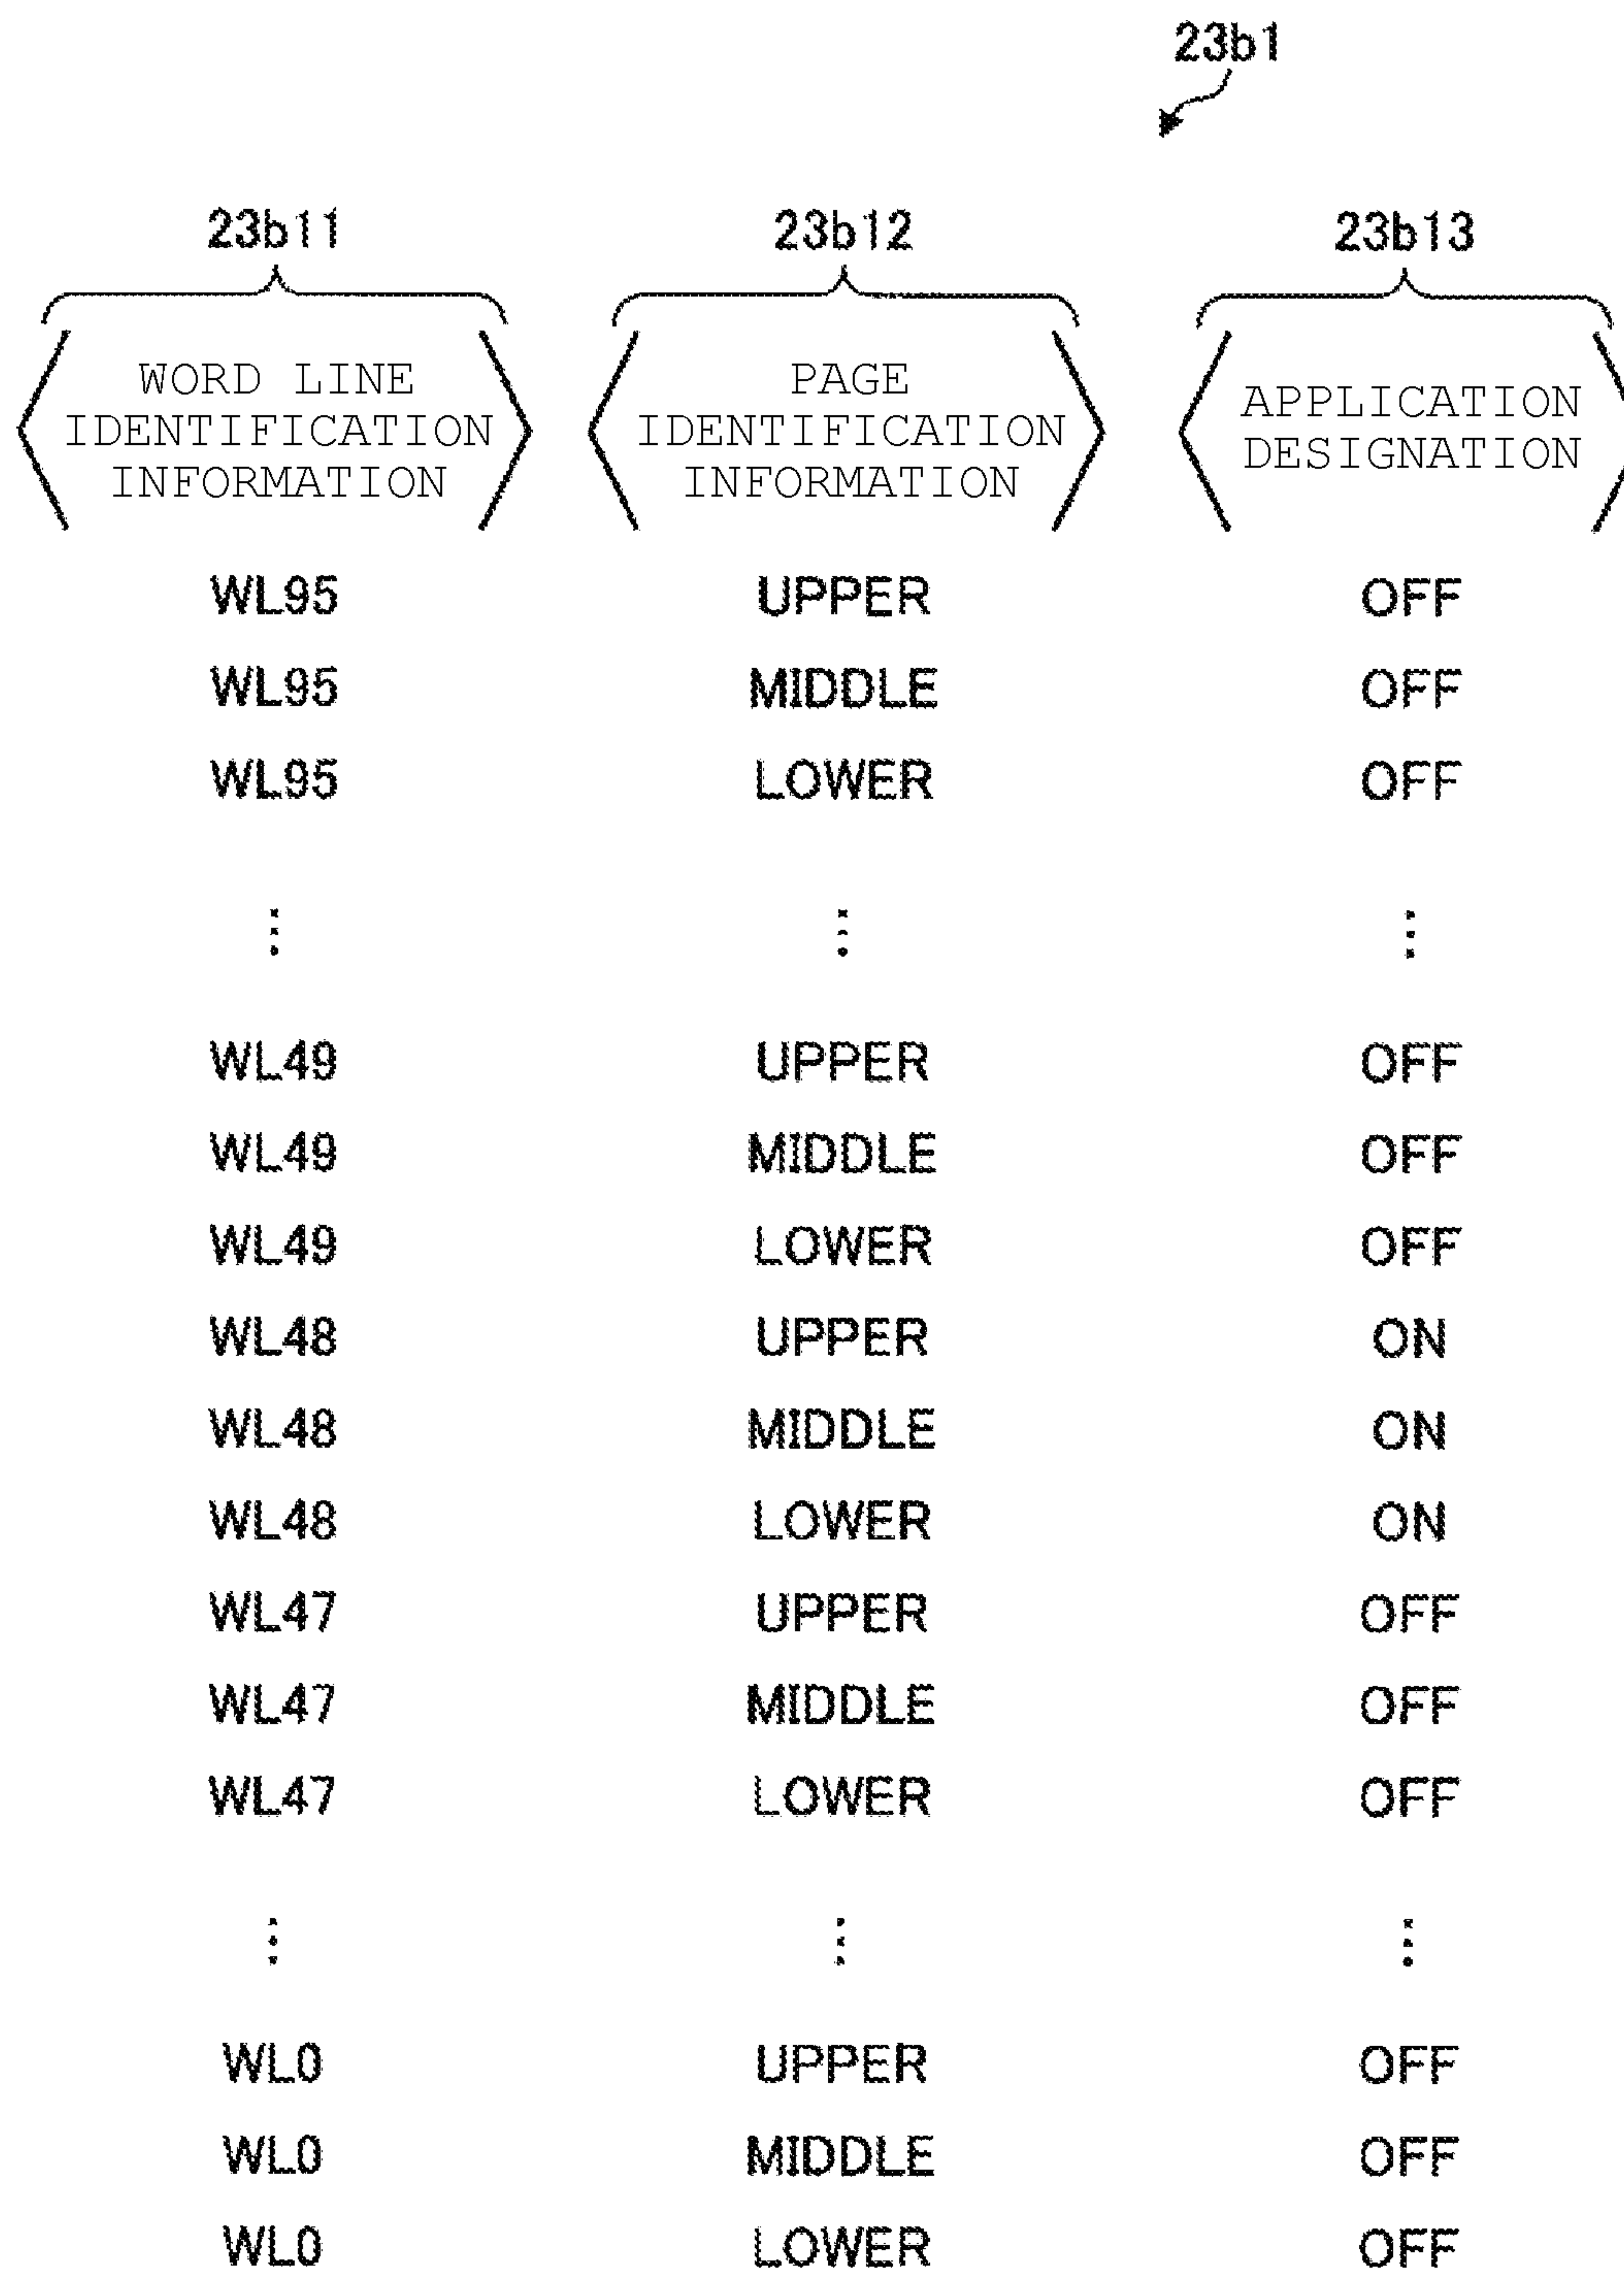 23b1
23b11 23b12 23b13
WORD LINE IDENTIFICATION INFORMATION
PAGE IDENTIFICATION INFORMATION
APPLICATION DESIGNATION
WL95 UPPER OFF
WL95 MIDDLE OFF
WL95 LOWER OFF
⋮ ⋮ ⋮
WL49 UPPER OFF
WL49 MIDDLE OFF
WL49 LOWER OFF
WL48 UPPER ON
WL48 MIDDLE ON
WL48 LOWER ON
WL47 UPPER OFF
WL47 MIDDLE OFF
WL47 LOWER OFF
⋮ ⋮ ⋮
WL0 UPPER OFF
WL0 MIDDLE OFF
WL0 LOWER OFF